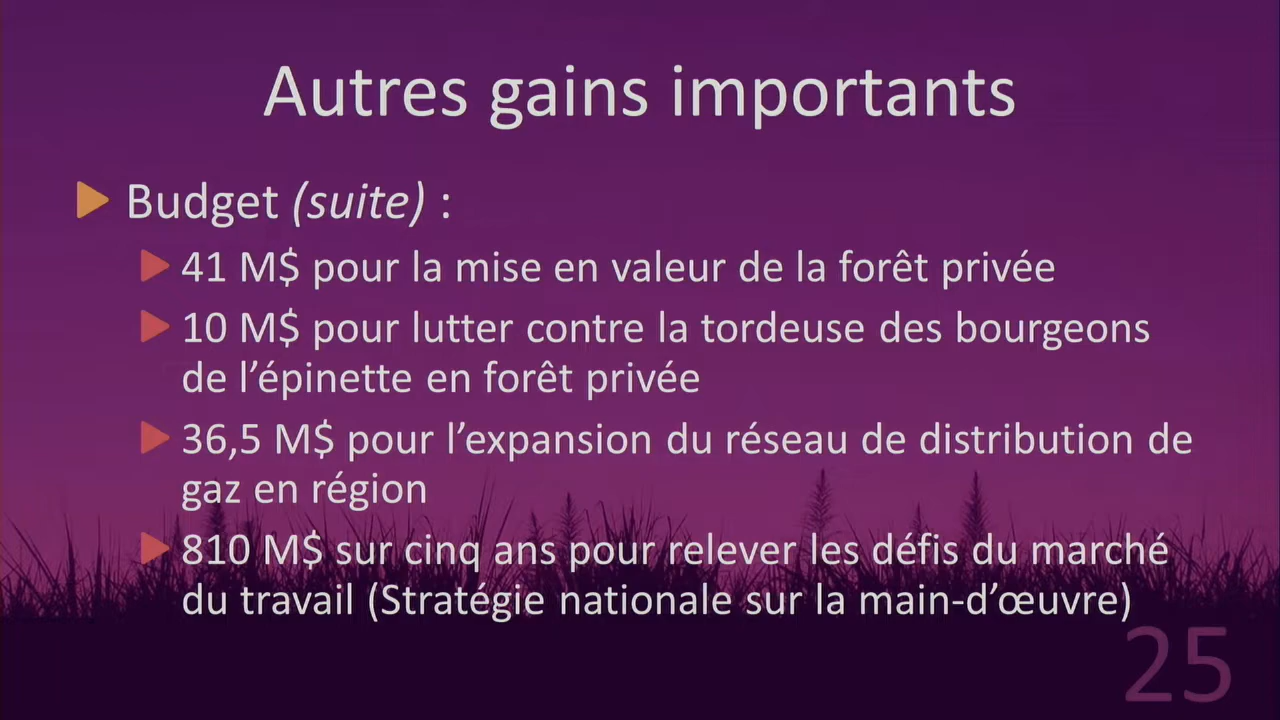 Autres gains importants
Budget (suite) :
41 M$ pour la mise en valeur de la forêt privée
10 M$ pour lutter contre la tordeuse des bourgeons
de l’épinette en forêt privée
36,5 M$ pour l’expansion du réseau de distribution de
gaz en région
810 M$ sur cinq ans pour relever les défis du marché
du travail (Stratégie nationale sur la main-d’œuvre)
25